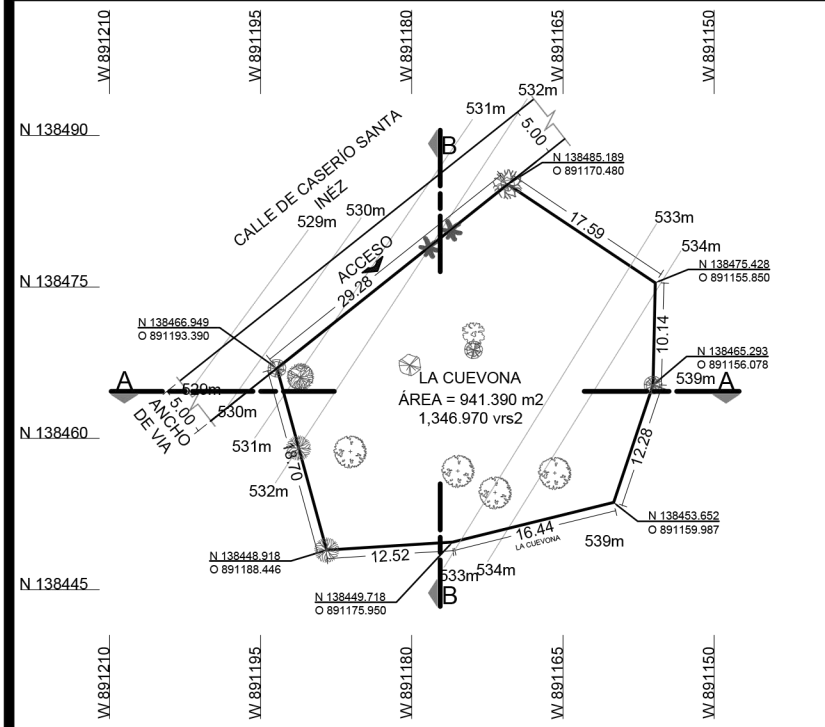 W 891210
W 891195
W 891180
W 891165
W 891150
532m
531m
N 138490
5.00
B
CALLE DE CASERÍO SANTA
INÉZ
N 138485.189
O 891170.480
529m
530m
17.59
533m
534m
ACCESO
29.28
N 138475
N 138475.428
O 891155.850
N 138466.949
O 891193.390
10.14
N 138465.293
O 891156.078
A
529m
539m
A
LA CUEVONA
ÁREA = 941.390 m2
1,346.970 vrs2
5.00
ANCHO
DE VIA
530m
N 138460
531m
18.70
12.28
532m
N 138453.652
O 891159.987
16.44
LA CUEVONA
539m
N 138448.918
O 891188.446
12.52
533m
534m
N 138445
N 138449.718
O 891175.950
B
W 891210
W 891195
W 891180
W 891165
W 891150